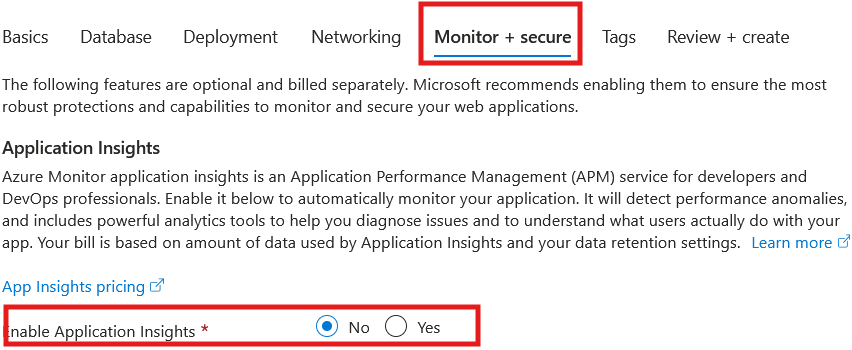 Basics Database Deployment Networking Monitor + secure Tags Review + create
The following features are optional and billed separately. Microsoft recommends enabling them to ensure the most
robust protections and capabilities to monitor and secure your web applications.
Application Insights
Azure Monitor application insights is an Application Performance Management (APM) service for developers and
DevOps professionals. Enable it below to automatically monitor your application. It will detect performance anomalies,
and includes powerful analytics tools to help you diagnose issues and to understand what users actually do with your
app. Your bill is based on amount of data used by Application Insights and your data retention settings. Learn more
App Insights pricing
Enable Application Insights * No Yes